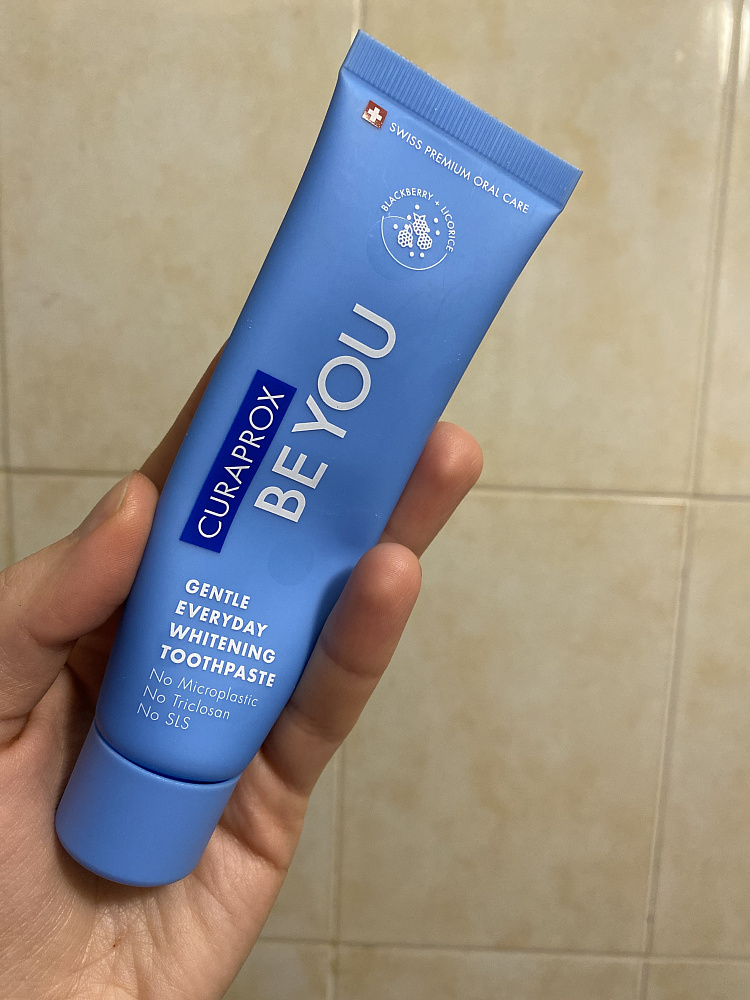 SWISS PREMIUM ORAL CARE
BLACKBERRY + LICORICE
CURAPROX
BE YOU
GENTLE
EVERYDAY
WHITENING
TOOTHPASTE
No Microplastic
No Triclosan
No SLS